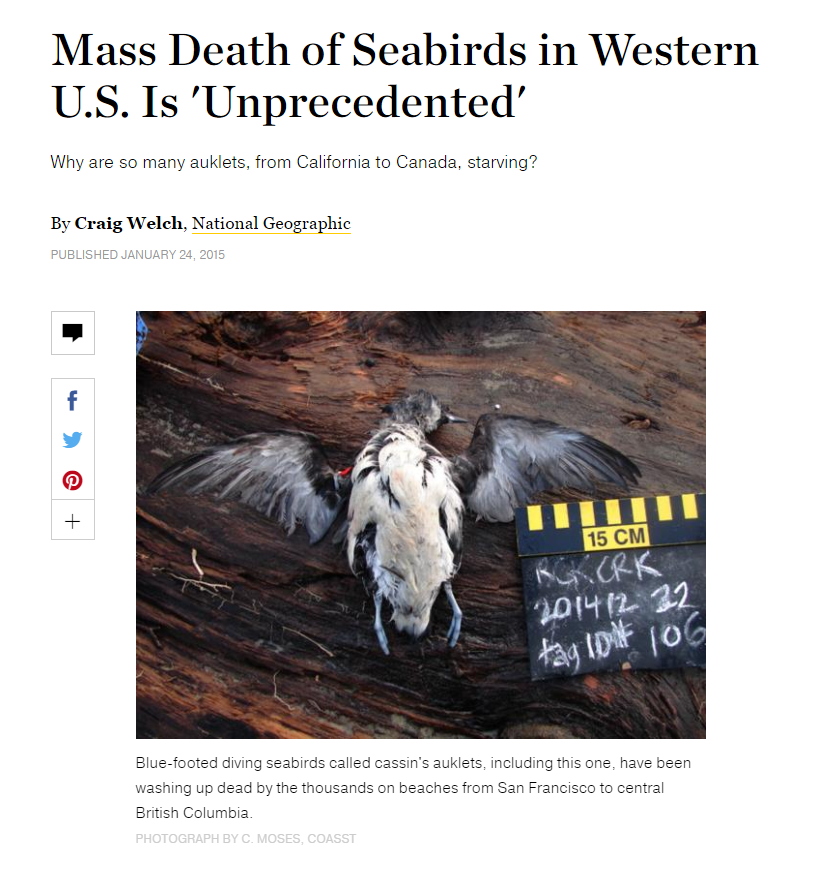 Mass Death of Seabirds in Western
U.S. Is 'Unprecedented'
Why are so many auklets, from California to Canada, starving?
By Craig Welch, National Geographic
PUBLISHED JANUARY 24, 2015
15 CM
RCK.CRK
201412 22
tag ID# 106
Blue-footed diving seabirds called cassin's auklets, including this one, have been
washing up dead by the thousands on beaches from San Francisco to central
British Columbia.
PHOTOGRAPH BY C. MOSES, COASST